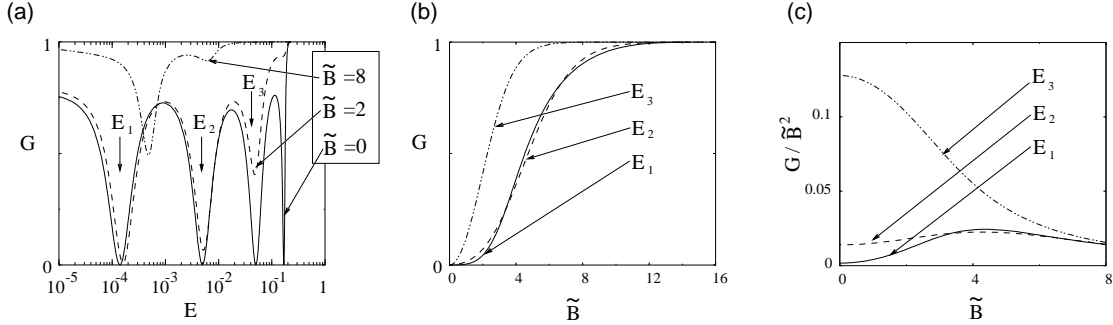 (a)
1
G
0
10⁻⁵
10⁻⁴
10⁻³
10⁻²
10⁻¹
1
E
E₁
E₂
E₃
B̃=8
B̃=2
B̃=0
(b)
1
G
0
0
4
8
12
16
B̃
E₃
E₂
E₁
(c)
G / B̃²
0.1
0.05
0
0
4
8
B̃
E₃
E₂
E₁